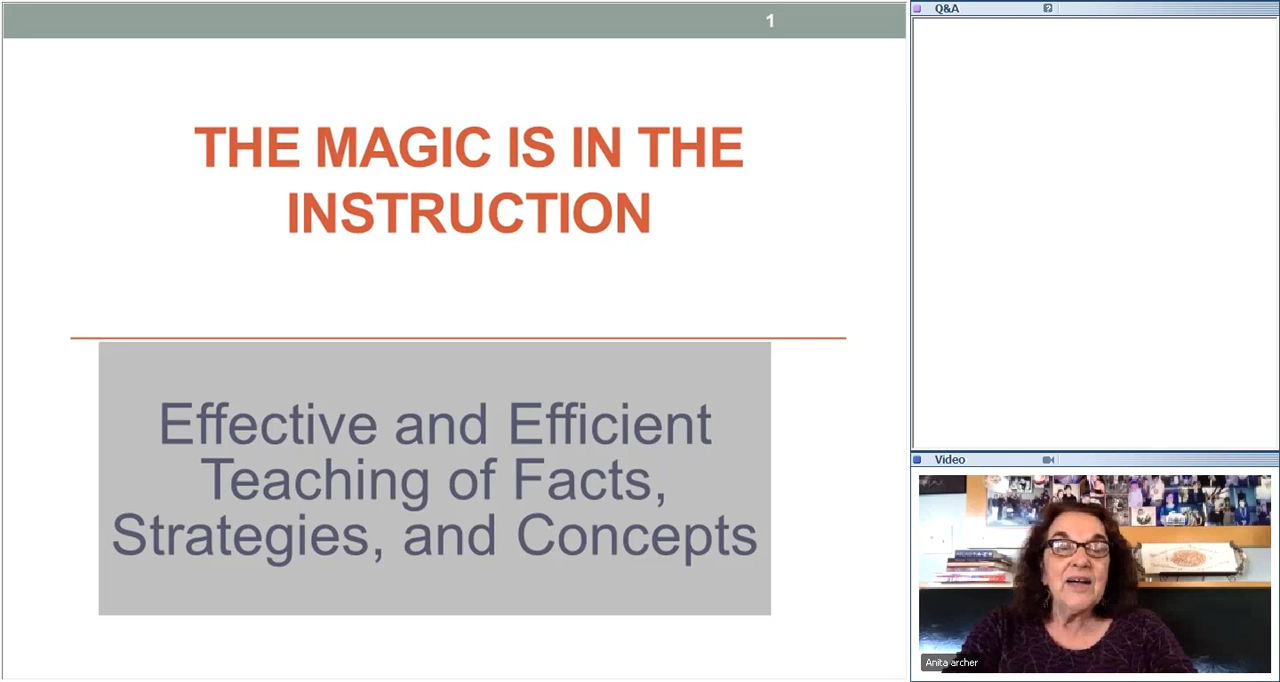 1
THE MAGIC IS IN THE
INSTRUCTION
Effective and Efficient
Teaching of Facts,
Strategies, and Concepts
Q&A
?
Video
Anita archer